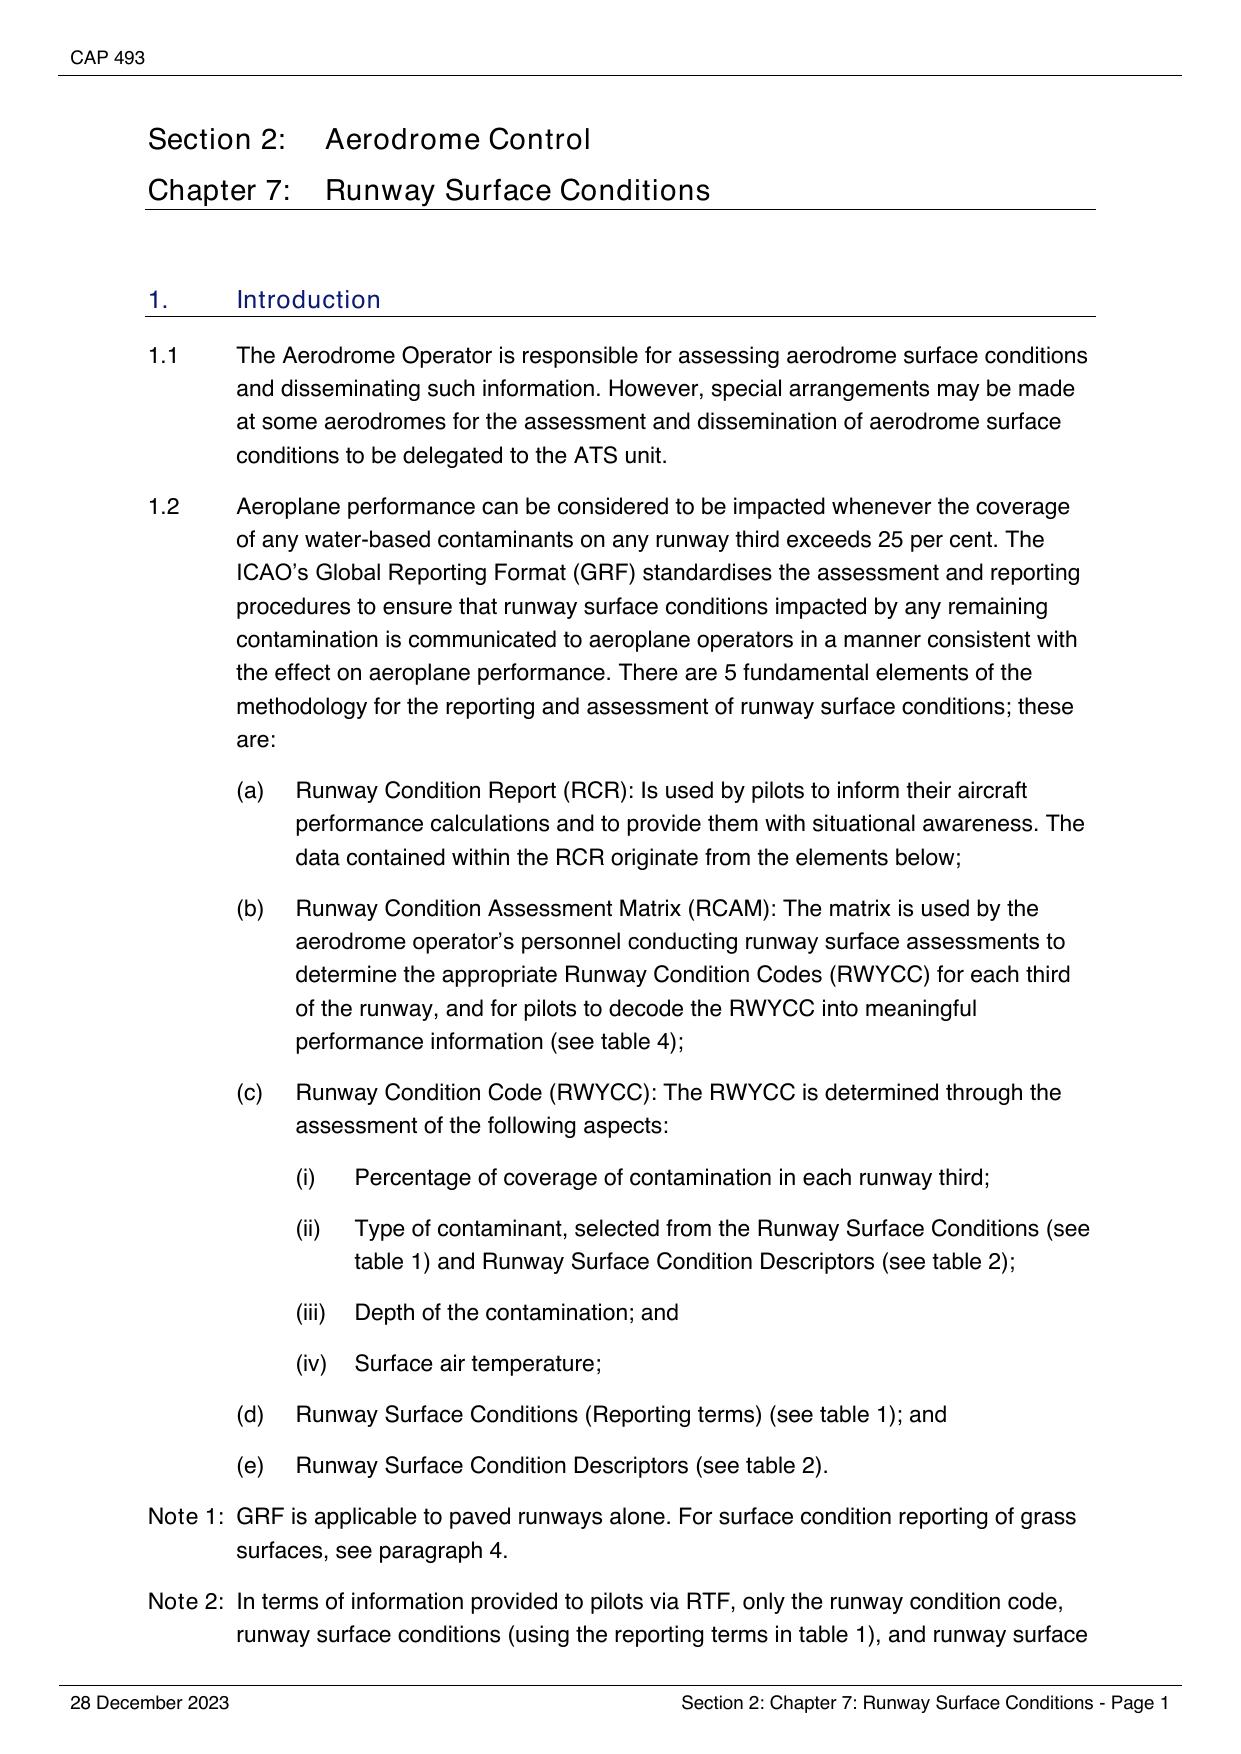 CAP 493
Section 2: Aerodrome Control
Chapter 7: Runway Surface Conditions
1. Introduction
1.1 The Aerodrome Operator is responsible for assessing aerodrome surface conditions
and disseminating such information. However, special arrangements may be made
at some aerodromes for the assessment and dissemination of aerodrome surface
conditions to be delegated to the ATS unit.
1.2 Aeroplane performance can be considered to be impacted whenever the coverage
of any water-based contaminants on any runway third exceeds 25 per cent. The
ICAO’s Global Reporting Format (GRF) standardises the assessment and reporting
procedures to ensure that runway surface conditions impacted by any remaining
contamination is communicated to aeroplane operators in a manner consistent with
the effect on aeroplane performance. There are 5 fundamental elements of the
methodology for the reporting and assessment of runway surface conditions; these
are:
(a) Runway Condition Report (RCR): Is used by pilots to inform their aircraft
performance calculations and to provide them with situational awareness. The
data contained within the RCR originate from the elements below;
(b) Runway Condition Assessment Matrix (RCAM): The matrix is used by the
aerodrome operator’s personnel conducting runway surface assessments to
determine the appropriate Runway Condition Codes (RWYCC) for each third
of the runway, and for pilots to decode the RWYCC into meaningful
performance information (see table 4);
(c) Runway Condition Code (RWYCC): The RWYCC is determined through the
assessment of the following aspects:
(i) Percentage of coverage of contamination in each runway third;
(ii) Type of contaminant, selected from the Runway Surface Conditions (see
table 1) and Runway Surface Condition Descriptors (see table 2);
(iii) Depth of the contamination; and
(iv) Surface air temperature;
(d) Runway Surface Conditions (Reporting terms) (see table 1); and
(e) Runway Surface Condition Descriptors (see table 2).
Note 1: GRF is applicable to paved runways alone. For surface condition reporting of grass
surfaces, see paragraph 4.
Note 2: In terms of information provided to pilots via RTF, only the runway condition code,
runway surface conditions (using the reporting terms in table 1), and runway surface
28 December 2023 Section 2: Chapter 7: Runway Surface Conditions - Page 1